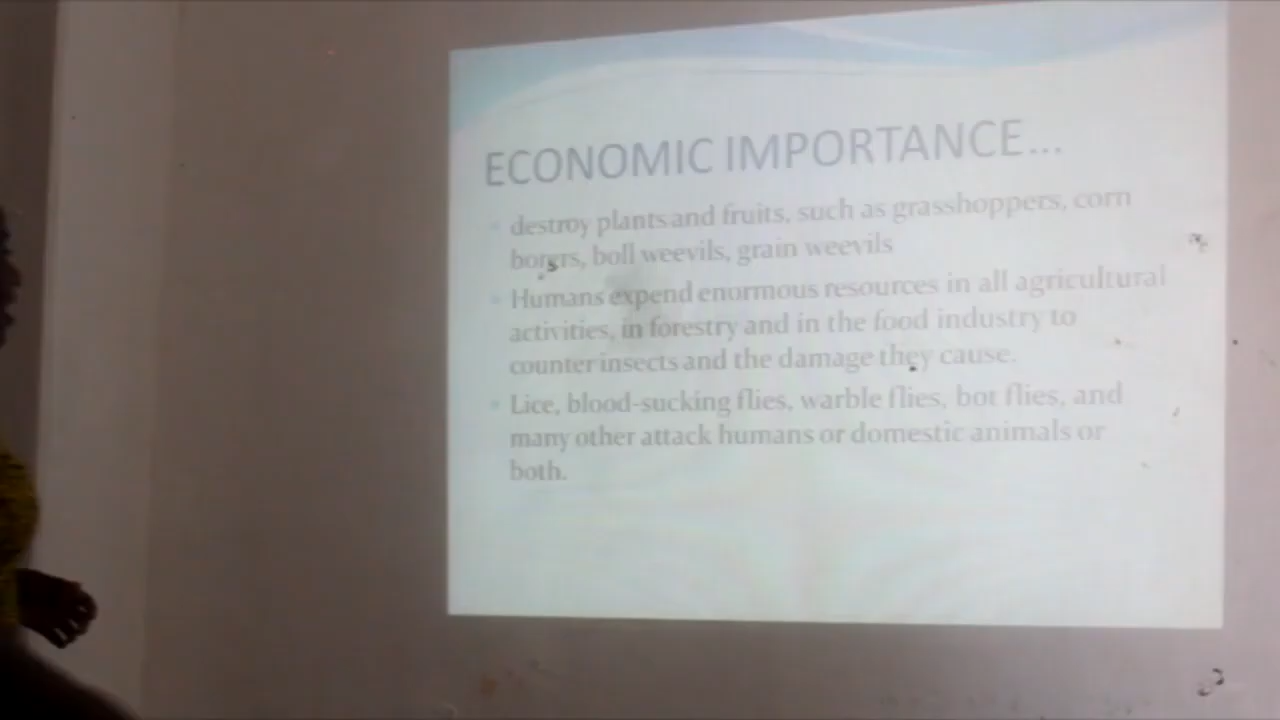 ECONOMIC IMPORTANCE...
destroy plants and fruits, such as grasshoppers, corn
borers, boll weevils, grain weevils
Humans expend enormous resources in all agricultural
activities, in forestry and in the food industry to
counter insects and the damage they cause.
Lice, blood-sucking flies, warble flies, bot flies, and
many other attack humans or domestic animals or
both.